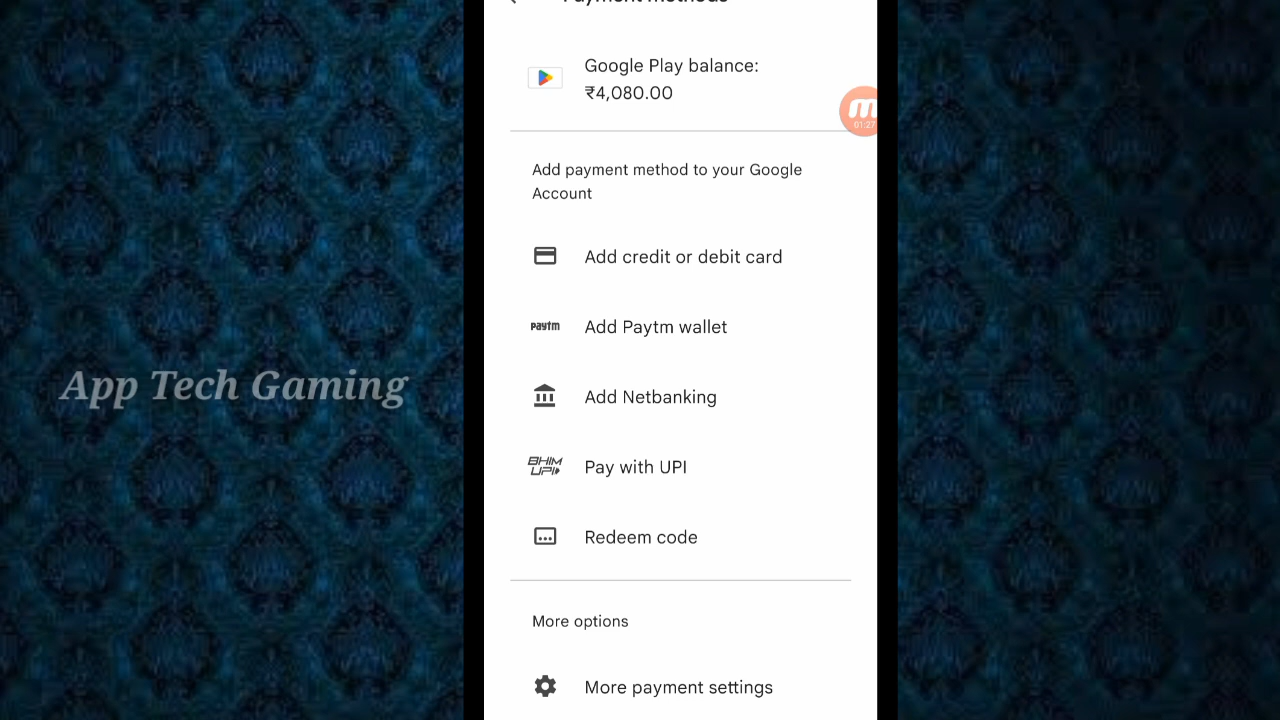 Payment methods
Google Play balance:
₹4,080.00
01:27
Add payment method to your Google
Account
Add credit or debit card
paytm
Add Paytm wallet
App Tech Gaming
Add Netbanking
BHIM
UPI
Pay with UPI
Redeem code
More options
More payment settings